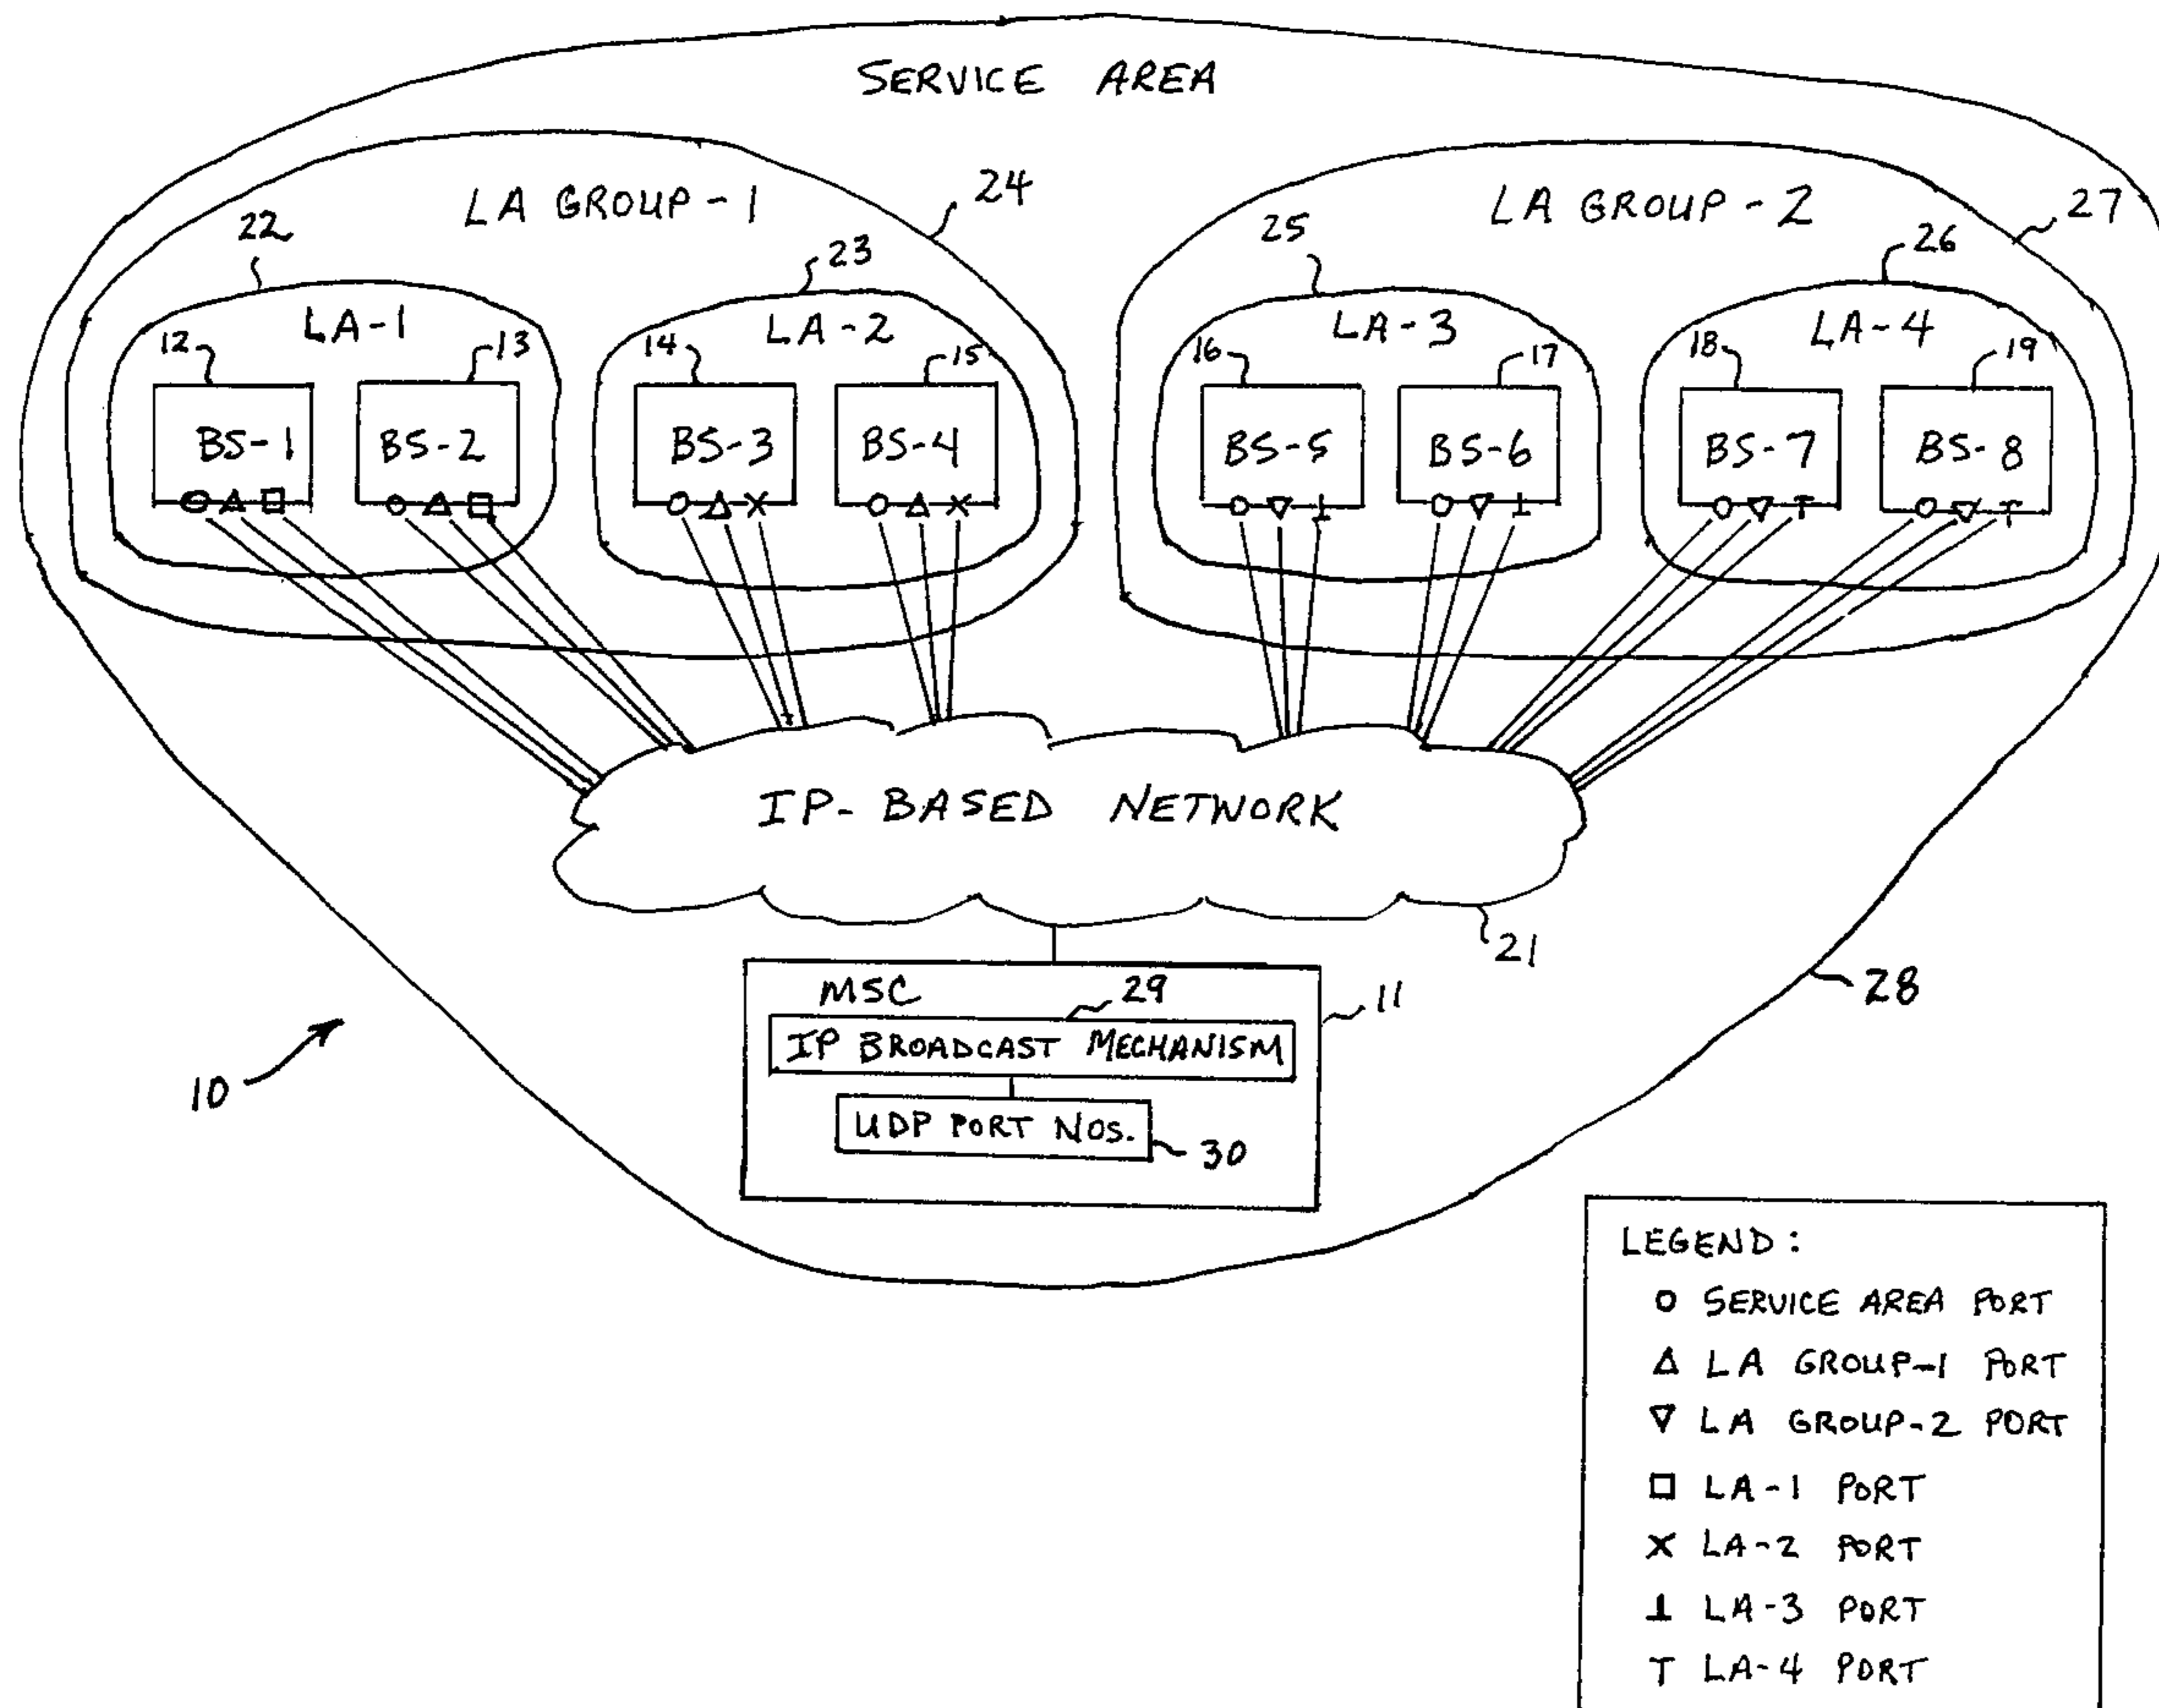 SERVICE AREA
LA GROUP-1
24
LA GROUP-2
27
22
23
25
26
LA-1
LA-2
LA-3
LA-4
12
13
14
15
16
17
18
19
BS-1
BS-2
BS-3
BS-4
BS-5
BS-6
BS-7
BS-8
IP-BASED NETWORK
21
MSC
29
11
28
IP BROADCAST MECHANISM
10
UDP PORT NOS.
30
LEGEND:
SERVICE AREA PORT
LA GROUP-1 PORT
LA GROUP-2 PORT
LA-1 PORT
LA-2 PORT
LA-3 PORT
LA-4 PORT